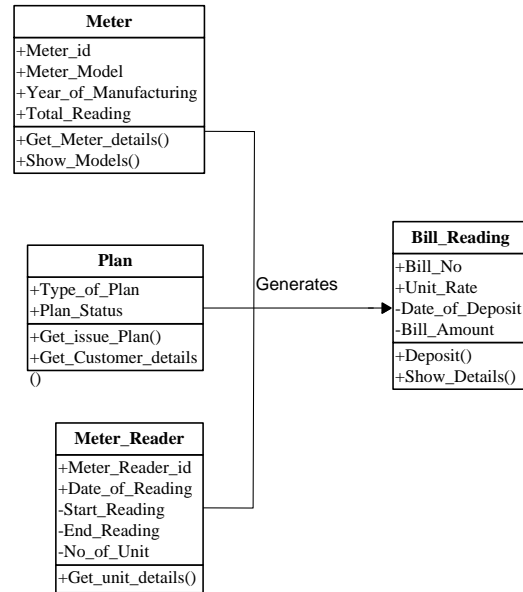 Meter
+Meter_id
+Meter_Model
+Year_of_Manufacturing
+Total_Reading
+Get_Meter_details()
+Show_Models()
Plan
+Type_of_Plan
+Plan_Status
+Get_issue_Plan()
+Get_Customer_details
()
Meter_Reader
+Meter_Reader_id
+Date_of_Reading
-Start_Reading
-End_Reading
-No_of_Unit
+Get_unit_details()
Generates
Bill_Reading
+Bill_No
+Unit_Rate
-Date_of_Deposit
-Bill_Amount
+Deposit()
+Show_Details()